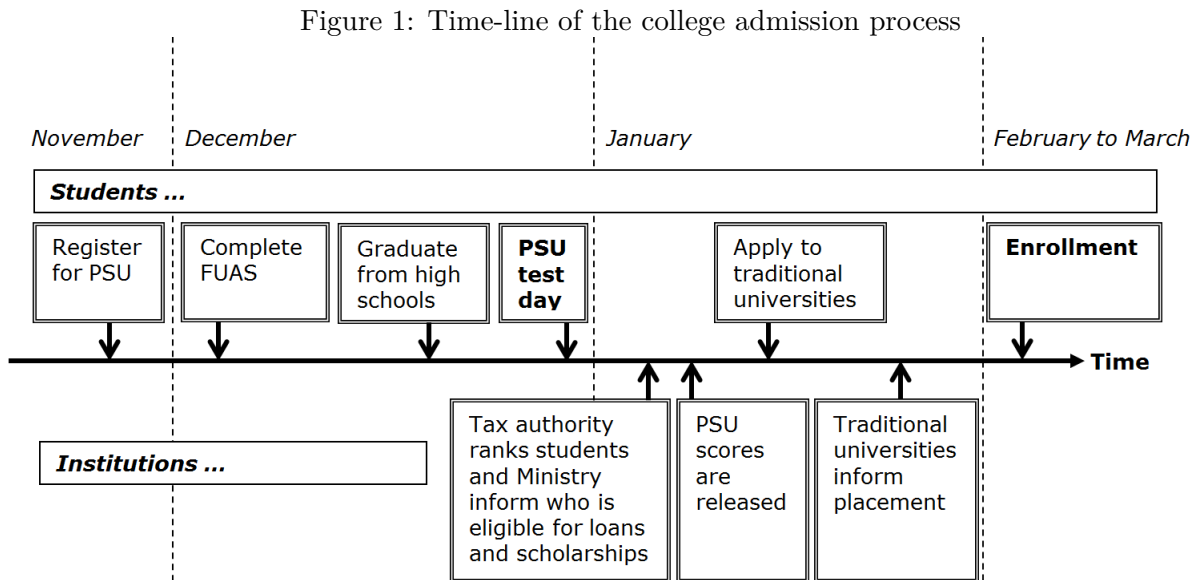 Figure 1: Time-line of the college admission process
November
December
January
February to March
Students ...
Register
for PSU
Complete
FUAS
Graduate
from high
schools
PSU
test
day
Apply to
traditional
universities
Enrollment
Time
Institutions ...
Tax authority
ranks students
and Ministry
inform who is
eligible for loans
and scholarships
PSU
scores
are
released
Traditional
universities
inform
placement